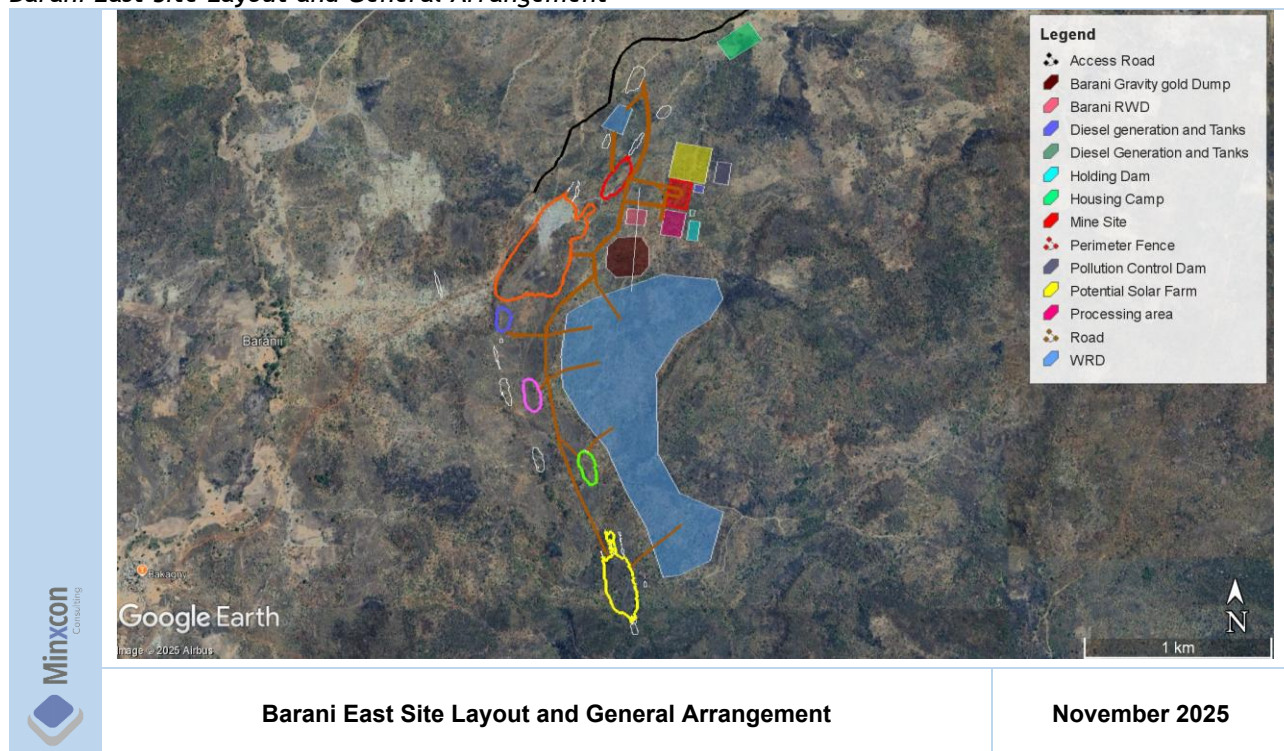 Barani East Site Layout and General Arrangement
Legend
Access Road
Barani Gravity gold Dump
Barani RWD
Diesel generation and Tanks
Diesel Generation and Tanks
Holding Dam
Housing Camp
Mine Site
Perimeter Fence
Pollution Control Dam
Potential Solar Farm
Processing area
Road
WRD
Baranii
Bakagoy
Google Earth
Image © 2025 Airbus
N
1 km
Minxcon
Consulting
Barani East Site Layout and General Arrangement
November 2025